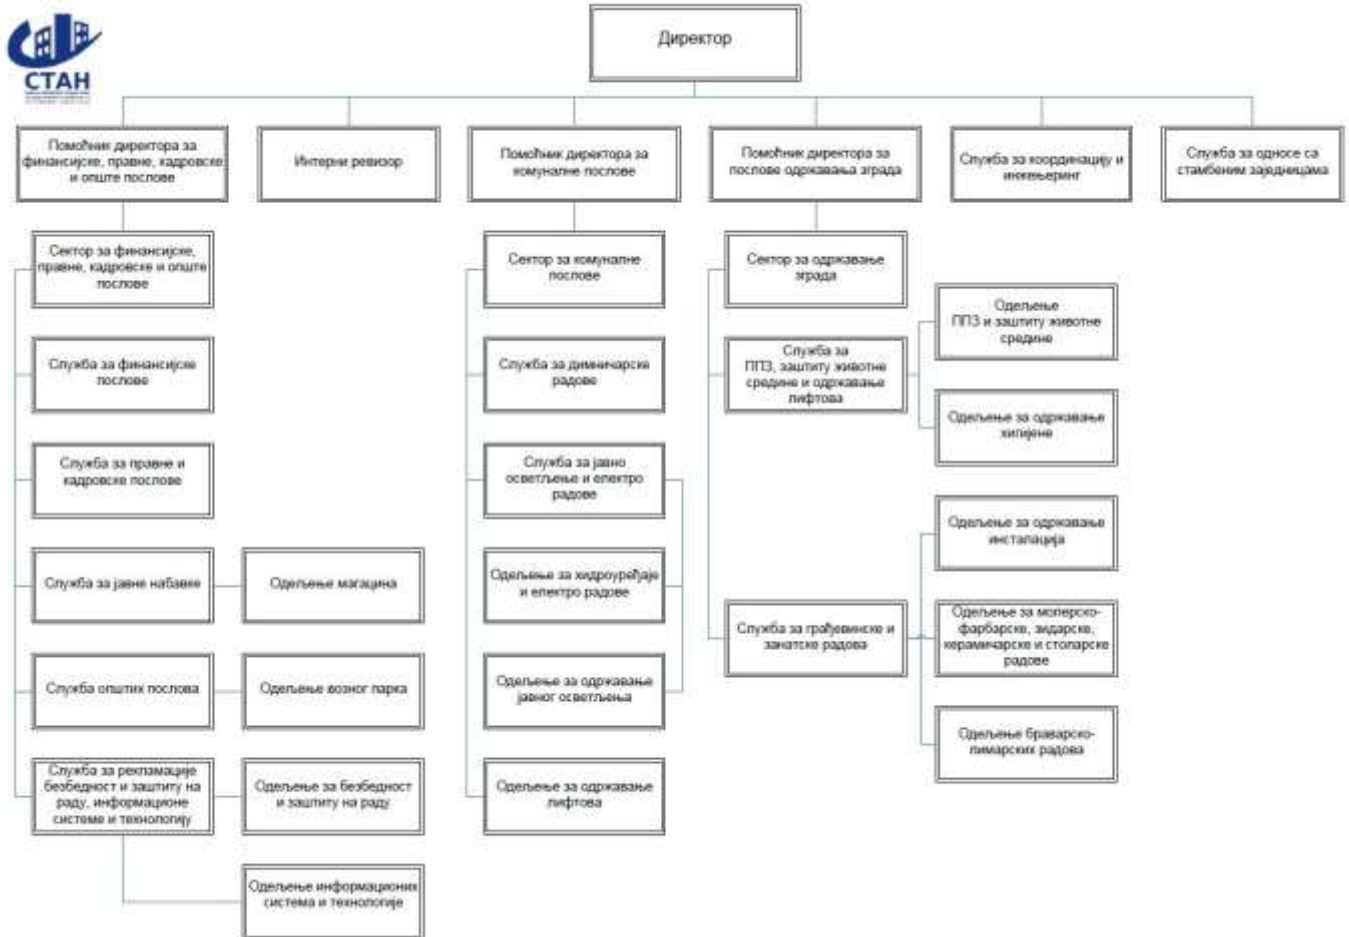 СТАН
Директор
Помоћник директора за
финансијске, правне, кадровске
и опште послове
Интерни ревизор
Помоћник директора за
комуналне послове
Помоћник директора за
послове одржавања зграда
Служба за координацију и
инжењеринг
Служба за односе са
стамбеним заједницама
Сектор за финансијске,
правне, кадровске и опште
послове
Сектор за комуналне
послове
Сектор за одржавање
зграда
Одељење
ППЗ и заштиту животне
средине
Служба за финансијске
послове
Служба за димничарске
радове
Служба за
ППЗ, заштиту животне
средине и одржавање
лифтова
Одељење за одржавање
хигијене
Служба за правне и
кадровске послове
Служба за јавно
осветљење и електро
радове
Одељење за одржавање
инсталација
Служба за јавне набавке
Одељење магацина
Одељење за хидроуређаје
и електро радове
Служба за грађевинске и
занатске радова
Одељење за молерско-
фарбарске, зидарске,
керамичарске и столарске
радове
Служба општих послова
Одељење возног парка
Одељење за одржавање
јавног осветљења
Одељење браварско-
лимарских радова
Служба за рекламације
безбедност и заштиту на
раду, информационе
системе и технологију
Одељење за безбедност
и заштиту на раду
Одељење за одржавање
лифтова
Одељење информационих
система и технологије